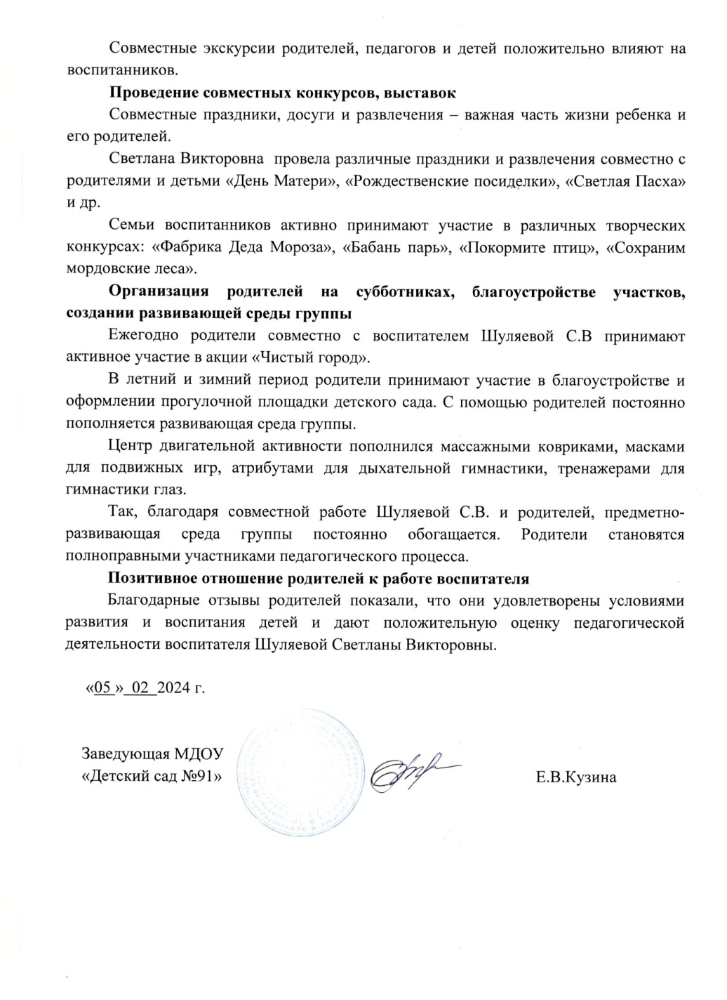 Совместные экскурсии родителей, педагогов и детей положительно влияют на
воспитанников.
Проведение совместных конкурсов, выставок
Совместные праздники, досуги и развлечения – важная часть жизни ребенка и
его родителей.
Светлана Викторовна провела различные праздники и развлечения совместно с
родителями и детьми «День Матери», «Рождественские посиделки», «Светлая Пасха»
и др.
Семьи воспитанников активно принимают участие в различных творческих
конкурсах: «Фабрика Деда Мороза», «Бабань парь», «Покормите птиц», «Сохраним
мордовские леса».
Организация родителей на субботниках, благоустройстве участков,
создании развивающей среды группы
Ежегодно родители совместно с воспитателем Шуляевой С.В принимают
активное участие в акции «Чистый город».
В летний и зимний период родители принимают участие в благоустройстве и
оформлении прогулочной площадки детского сада. С помощью родителей постоянно
пополняется развивающая среда группы.
Центр двигательной активности пополнился массажными ковриками, масками
для подвижных игр, атрибутами для дыхательной гимнастики, тренажерами для
гимнастики глаз.
Так, благодаря совместной работе Шуляевой С.В. и родителей, предметно-
развивающая среда группы постоянно обогащается. Родители становятся
полноправными участниками педагогического процесса.
Позитивное отношение родителей к работе воспитателя
Благодарные отзывы родителей показали, что они удовлетворены условиями
развития и воспитания детей и дают положительную оценку педагогической
деятельности воспитателя Шуляевой Светланы Викторовны.
«05 » 02 2024 г.
Заведующая МДОУ
«Детский сад №91»
Е.В.Кузина